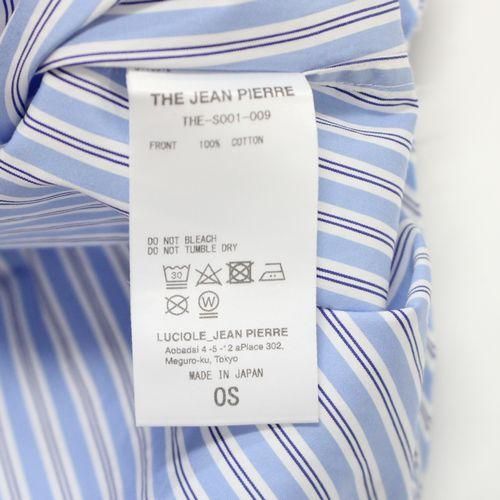 THE JEAN PIERRE
THE-S001-009
FRONT 100% COTTON
DO NOT BLEACH
DO NOT TUMBLE DRY
30
W
LUCIOLE_JEAN PIERRE
Aobadai 4 -5 -12 aPlace 302,
Meguro-ku, Tokyo
MADE IN JAPAN
OS